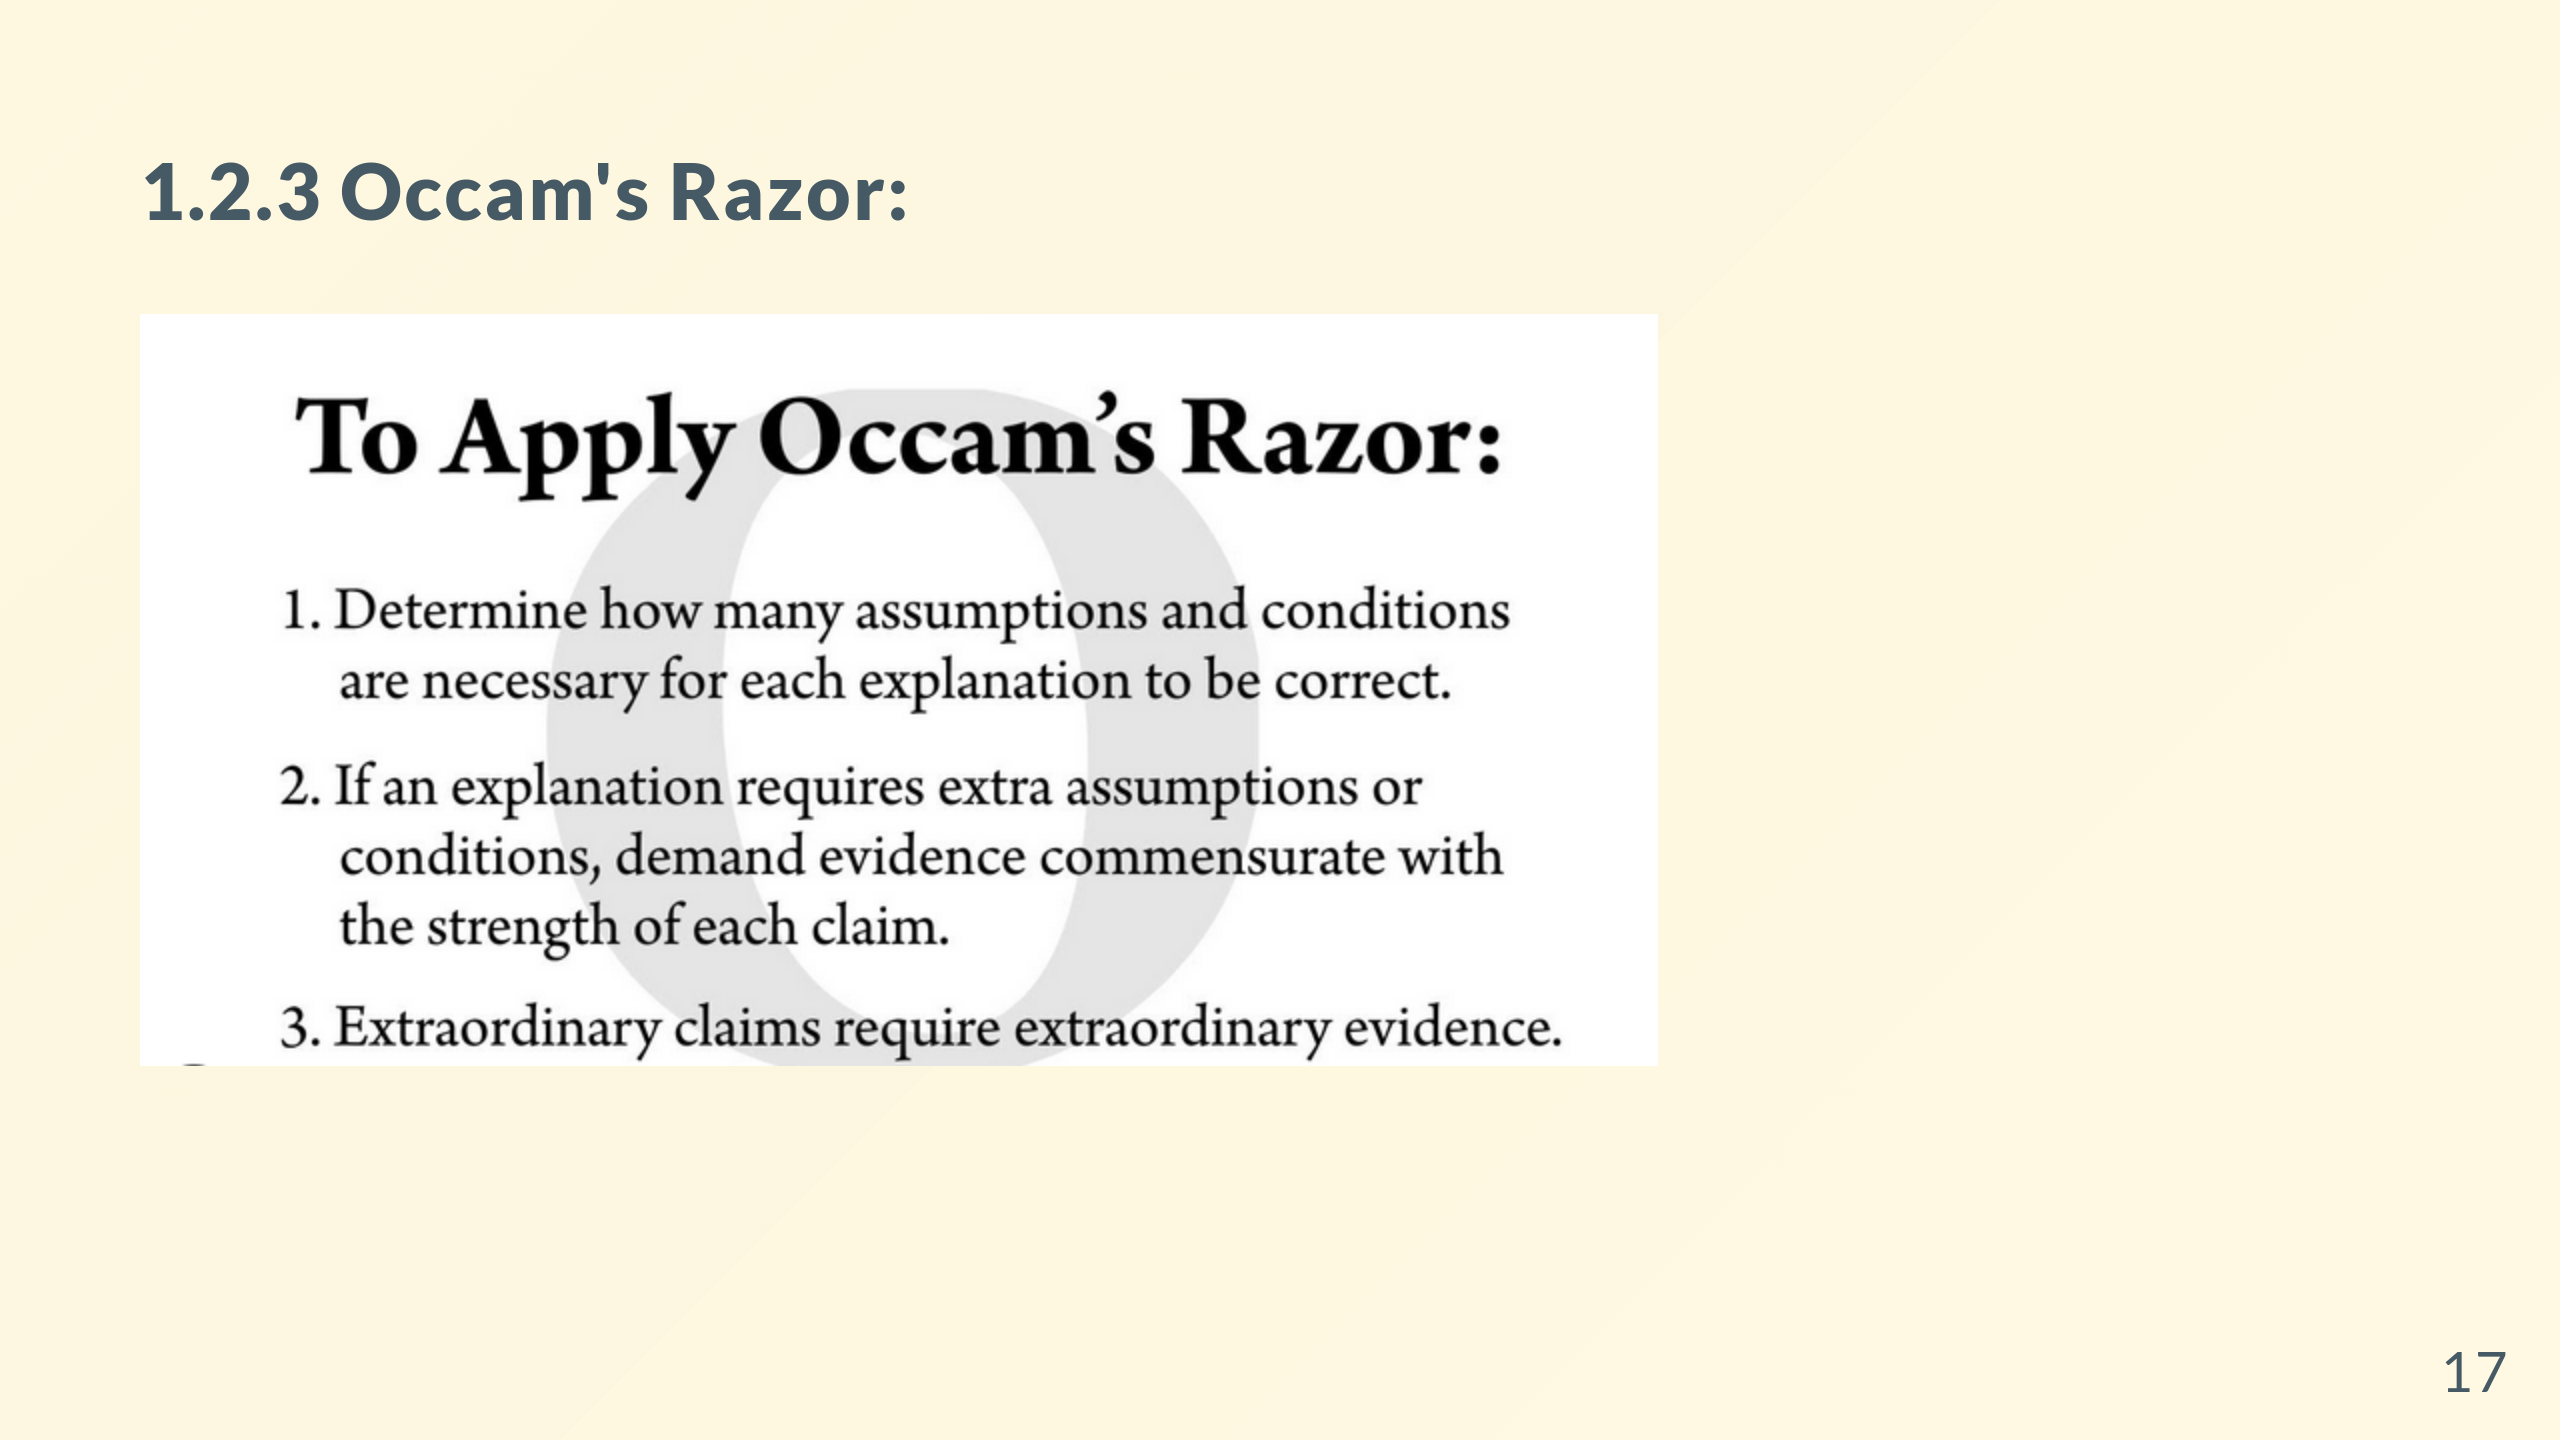 1.2.3 Occam's Razor:
To Apply Occam’s Razor:
1. Determine how many assumptions and conditions
are necessary for each explanation to be correct.
2. If an explanation requires extra assumptions or
conditions, demand evidence commensurate with
the strength of each claim.
3. Extraordinary claims require extraordinary evidence.
17